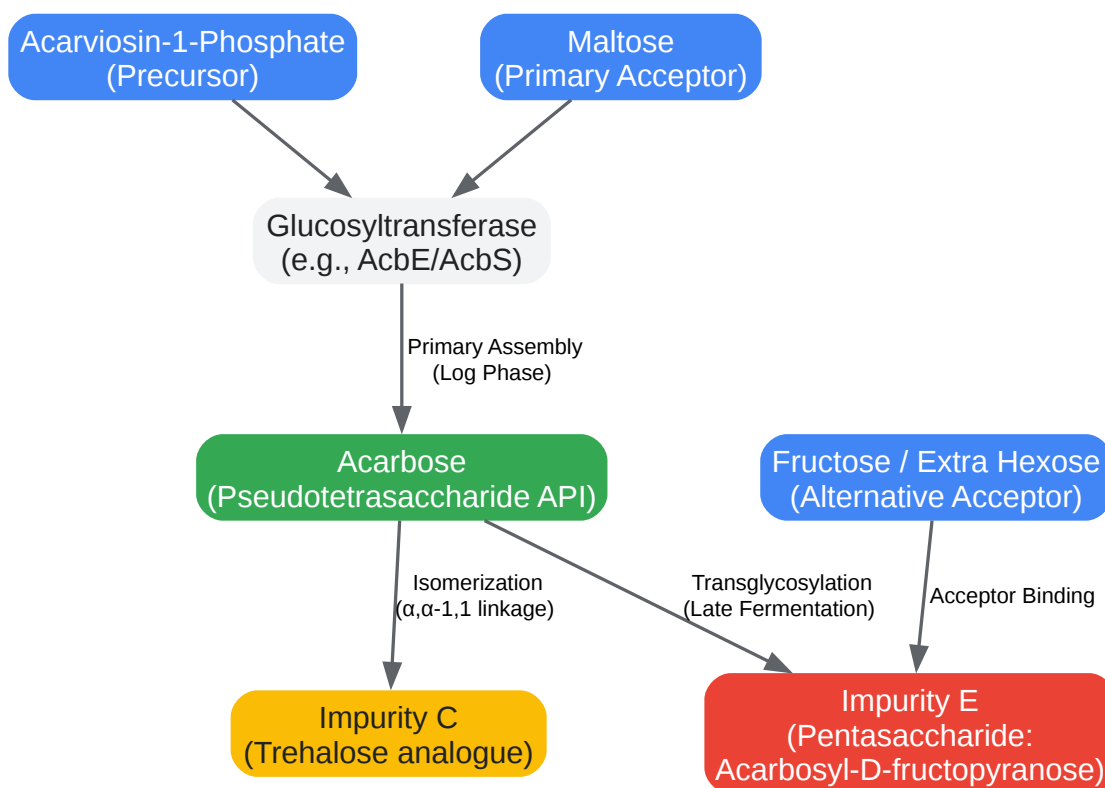 Acarviosin-1-Phosphate
(Precursor)
Maltose
(Primary Acceptor)
Glucosyltransferase
(e.g., AcbE/AcbS)
Primary Assembly
(Log Phase)
Acarbose
(Pseudotetrasaccharide API)
Fructose / Extra Hexose
(Alternative Acceptor)
Isomerization
(α,α-1,1 linkage)
Transglycosylation
(Late Fermentation)
Acceptor Binding
Impurity C
(Trehalose analogue)
Impurity E
(Pentasaccharide:
Acarbosyl-D-fructopyranose)